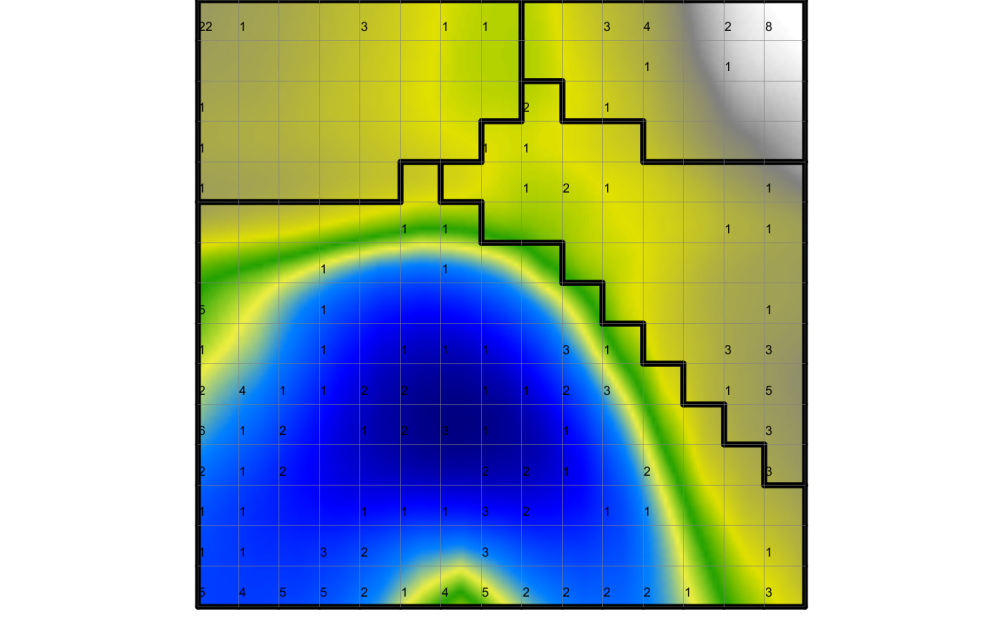 22 1 3 1 1 3 4 2 8
1 1
1 2 1
1 1 1
1 1 2 1 1
1 1 1 1
1 1
5 1 1
1 1 1 1 1 3 1 3 3
2 4 1 1 2 2 1 1 2 3 1 5
6 1 2 1 2 3 1 1 3
2 1 2 2 2 1 2 3
1 1 1 1 1 3 2 1 1
1 1 3 2 3 1
5 4 5 5 2 1 4 5 2 2 2 2 1 3